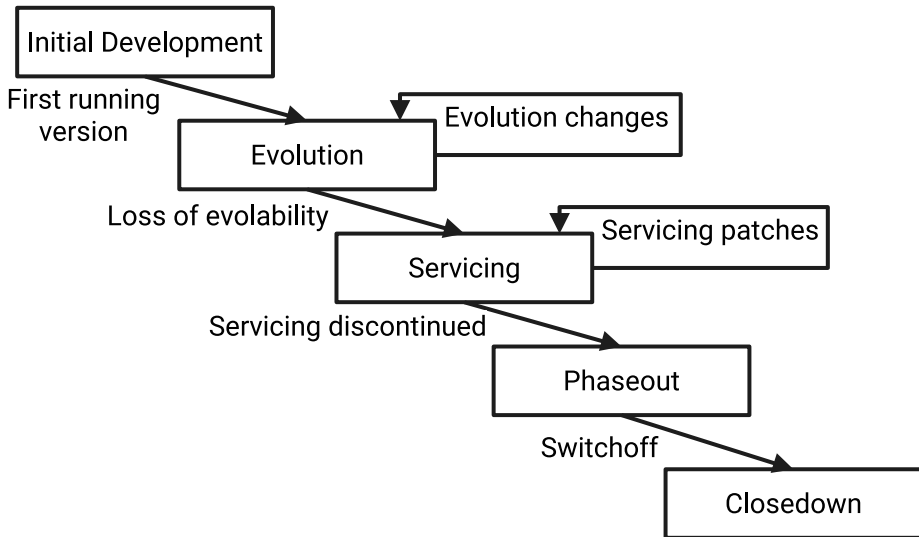 Initial Development
First running
version
Evolution changes
Evolution
Loss of evolability
Servicing patches
Servicing
Servicing discontinued
Phaseout
Switchoff
Closedown